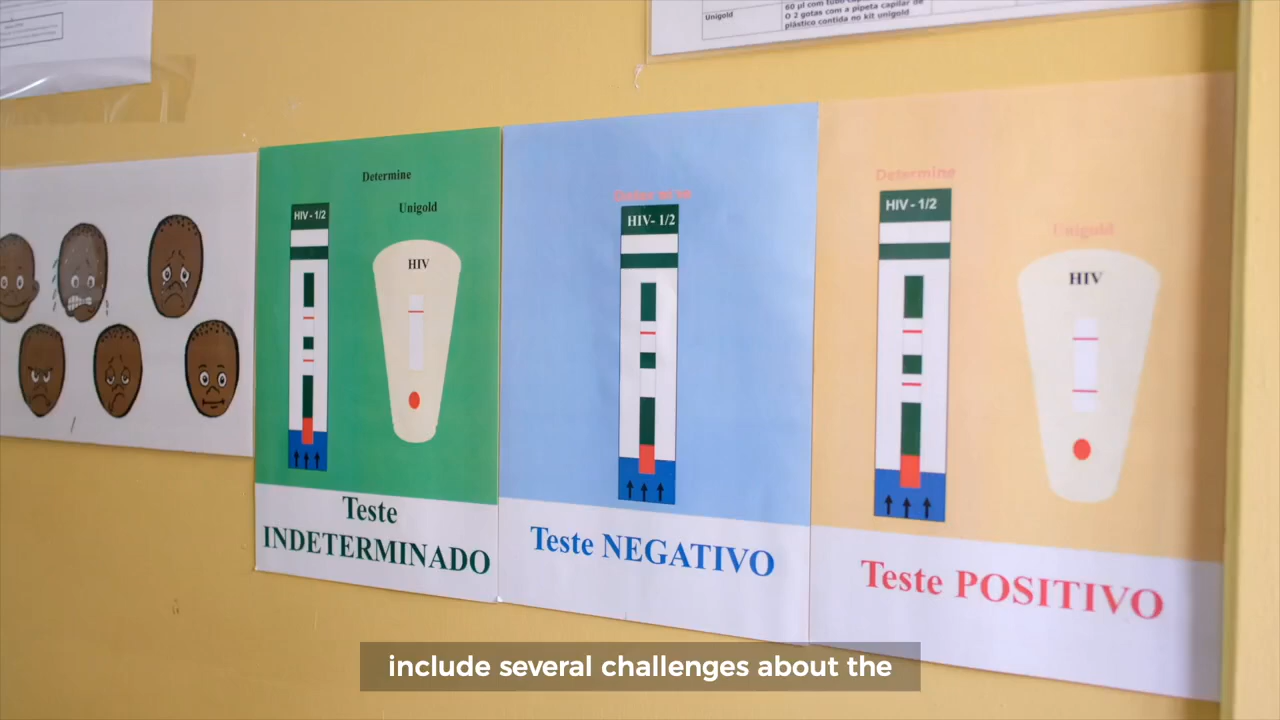 60 µl com tubo capilar de
Unigold
O 2 gotas com a pipeta capilar de
plástico contida no kit unigold
Determine
Unigold
HIV - 1/2
HIV
Teste
INDETERMINADO
HIV- 1/2
Teste NEGATIVO
Determine
HIV - 1/2
Unigold
HIV
Teste POSITIVO
include several challenges about the